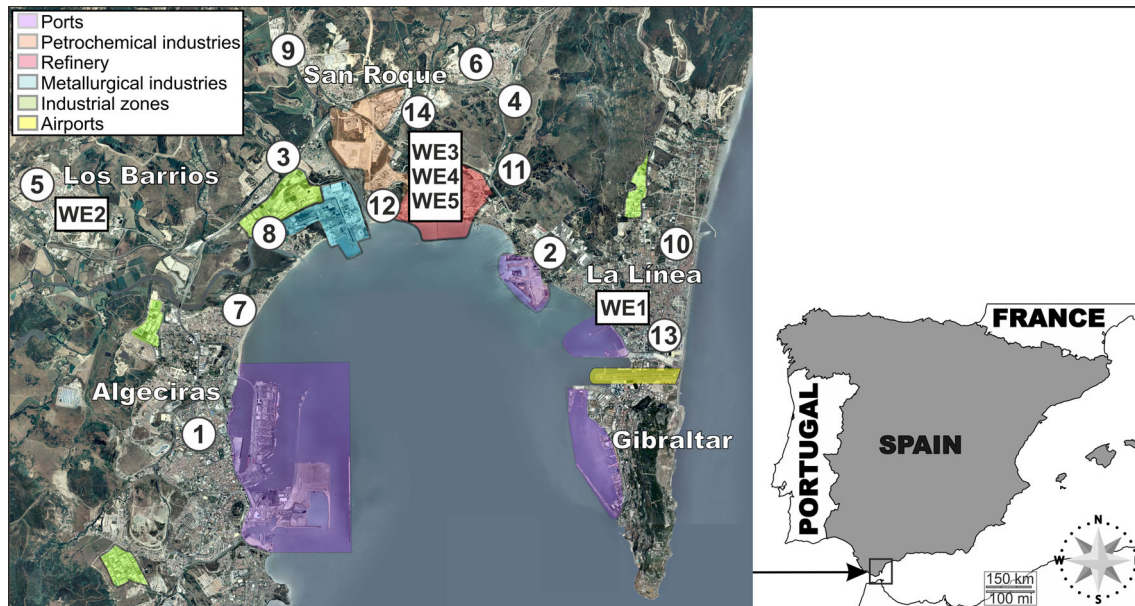 Ports
Petrochemical industries
Refinery
Metallurgical industries
Industrial zones
Airports
9
6
San Roque
4
14
3
WE3
WE4
WE5
11
5
Los Barrios
WE2
12
8
2
10
La Línea
WE1
7
13
Algeciras
1
Gibraltar
FRANCE
PORTUGAL
SPAIN
N
W
S
150 km
100 mi